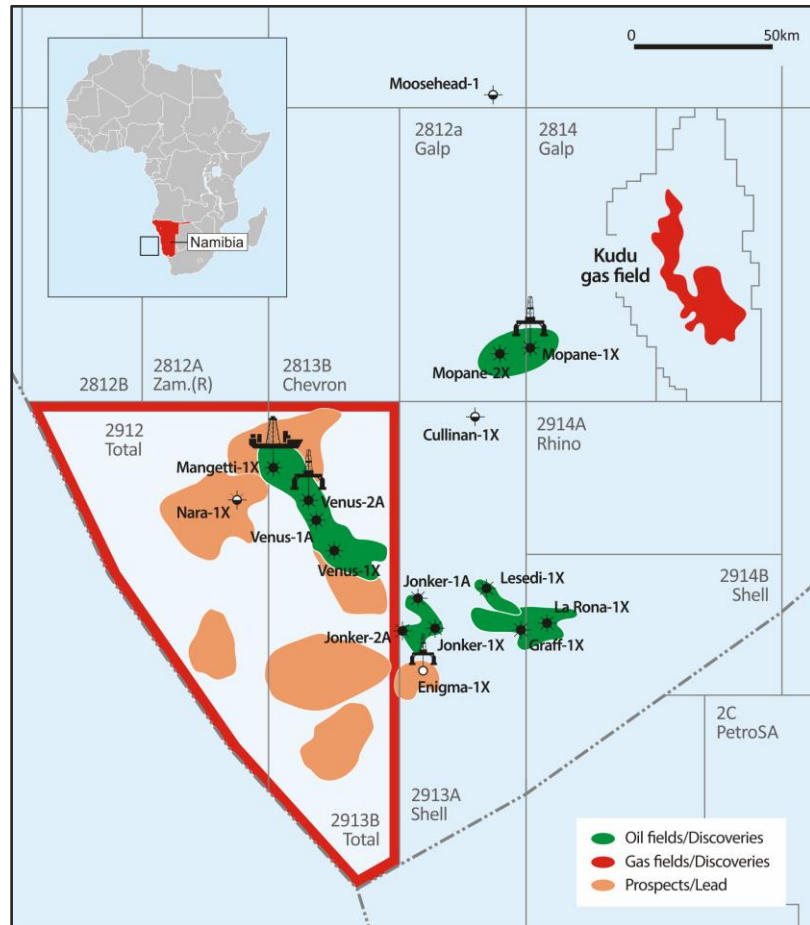 0 50km
Moosehead-1
2812a
Galp
2814
Galp
Namibia
Kudu
gas field
Mopane-1X
Mopane-2X
2812B
2812A
Zam.(R)
2813B
Chevron
2912
Total
Cullinan-1X
2914A
Rhino
Mangetti-1X
Nara-1X
Venus-2A
Venus-1A
Venus-1X
Jonker-1A
Lesedi-1X
2914B
Shell
La Rona-1X
Jonker-2A
Jonker-1X
Graff-1X
Enigma-1X
2C
PetroSA
2913B
Total
2913A
Shell
Oil fields/Discoveries
Gas fields/Discoveries
Prospects/Lead